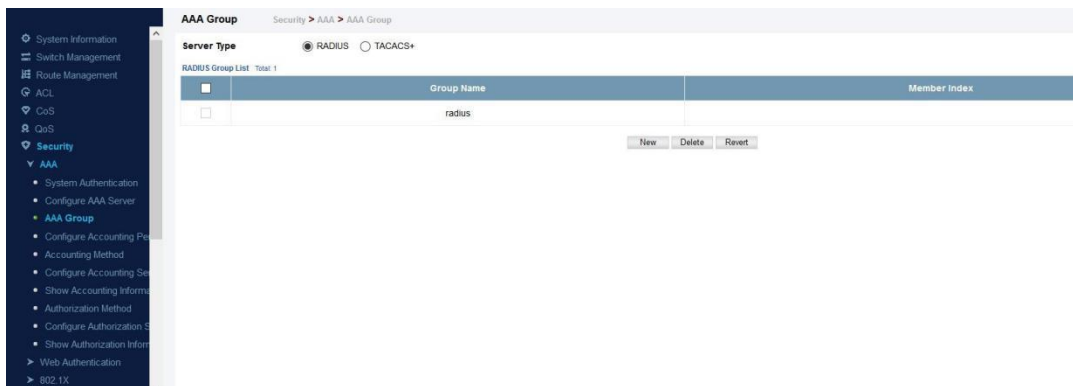 AAA Group Security > AAA > AAA Group
System Information
Switch Management
Route Management
ACL
CoS
QoS
Security
AAA
System Authentication
Configure AAA Server
AAA Group
Configure Accounting Per
Accounting Method
Configure Accounting Ser
Show Accounting Informa
Authorization Method
Configure Authorization S
Show Authorization Inform
Web Authentication
802.1X
Server Type RADIUS TACACS+
RADIUS Group List Total: 1
Group Name Member Index
radius
New Delete Revert